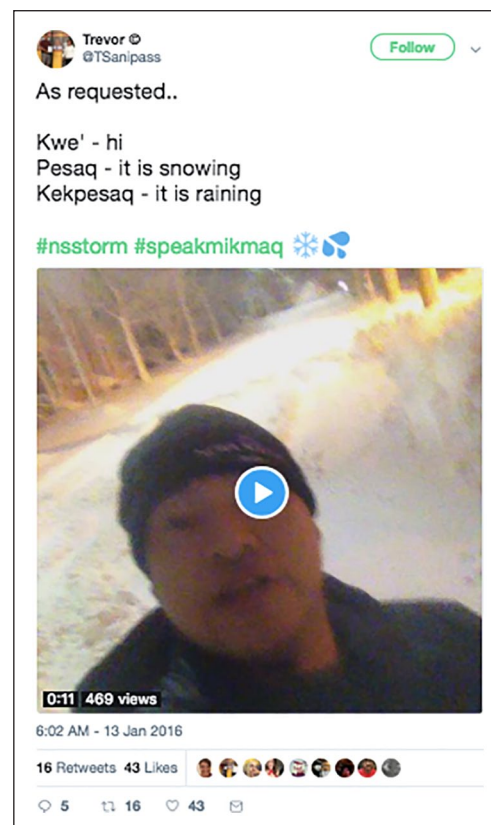 Trevor ©
@TSanipass
Follow
As requested..
Kwe' - hi
Pesaq - it is snowing
Kekpesaq - it is raining
#nsstorm #speakmikmaq ❄️💦
0:11 469 views
6:02 AM - 13 Jan 2016
16 Retweets 43 Likes
5 16 43